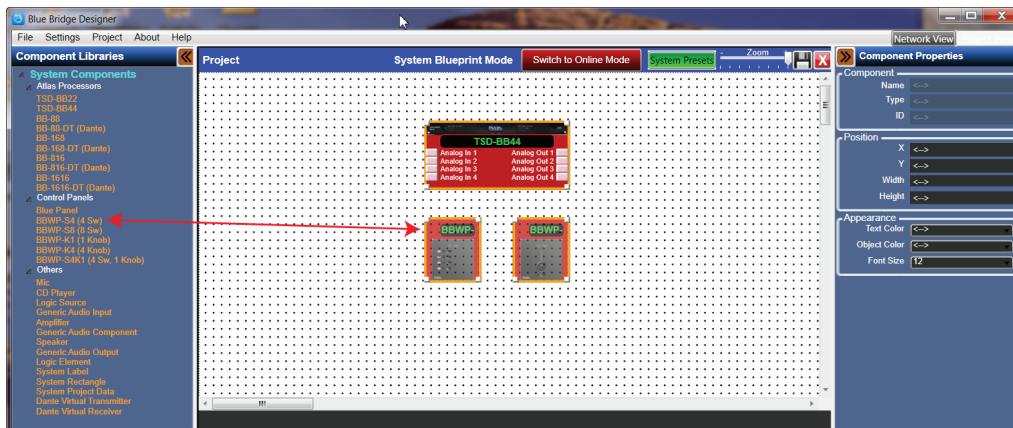 Blue Bridge Designer
File Settings Project About Help
Network View
Component Libraries
Project
System Blueprint Mode
Switch to Online Mode
System Presets
Zoom
Component Properties
System Components
Atlas Processors
TSD-BB22
TSD-BB44
BB-88
BB-88-DT (Dante)
BB-168
BB-168-DT (Dante)
BB-816
BB-816-DT (Dante)
BB-1616
BB-1616-DT (Dante)
Control Panels
Blue Panel
BBWP-S4 (4 Sw)
BBWP-S8 (8 Sw)
BBWP-K1 (1 Knob)
BBWP-K4 (4 Knob)
BBWP-S4K1 (4 Sw, 1 Knob)
Others
Mic
CD Player
Logic Source
Generic Audio Input
Amplifier
Generic Audio Component
Speaker
Generic Audio Output
Logic Element
System Label
System Rectangle
System Project Data
Dante Virtual Transmitter
Dante Virtual Receiver
TSD-BB44
Analog In 1 Analog Out 1
Analog In 2 Analog Out 2
Analog In 3 Analog Out 3
Analog In 4 Analog Out 4
BBWP-
BBWP-
Component
Name <-->
Type <-->
ID <-->
Position
X <-->
Y <-->
Width <-->
Height <-->
Appearance
Text Color <-->
Object Color <-->
Font Size 12